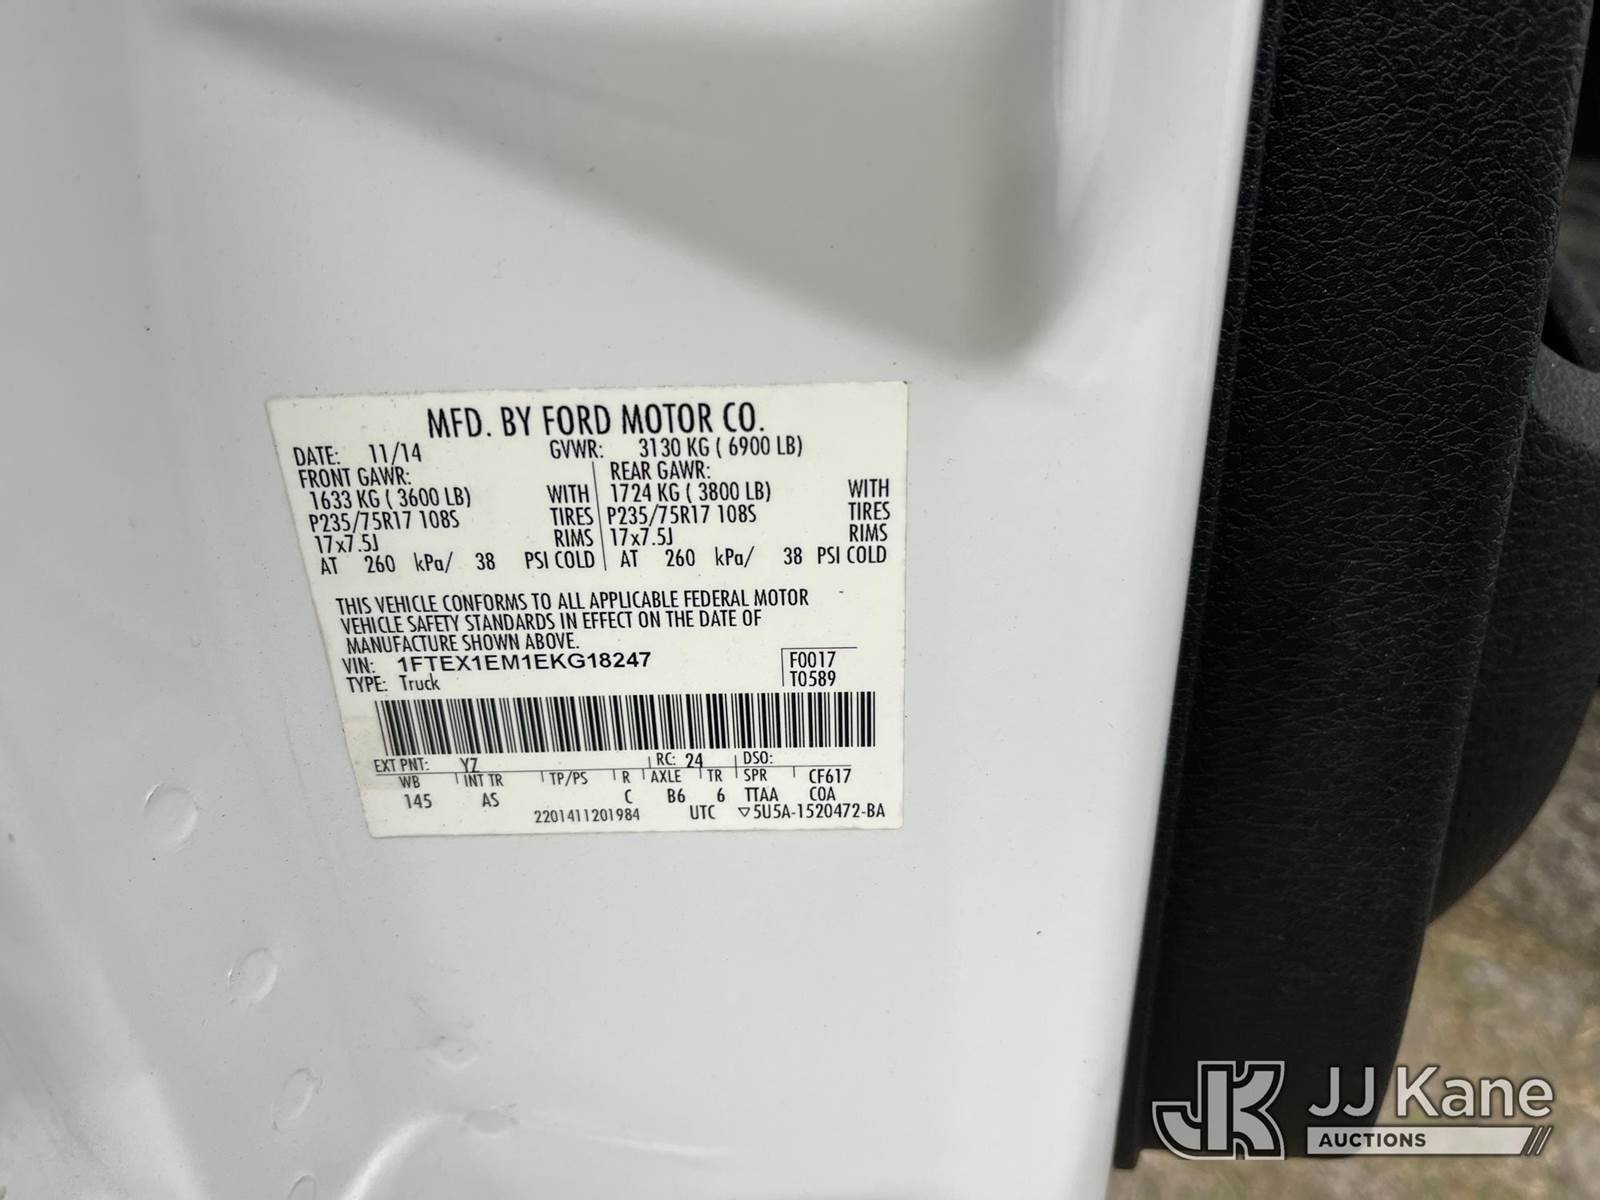 MFD. BY FORD MOTOR CO.
DATE: 11/14 GVWR: 3130 KG ( 6900 LB)
FRONT GAWR: REAR GAWR:
1633 KG ( 3600 LB) WITH 1724 KG ( 3800 LB) WITH
P235/75R17 108S TIRES P235/75R17 108S TIRES
17x7.5J RIMS 17x7.5J RIMS
AT 260 kPa/ 38 PSI COLD AT 260 kPa/ 38 PSI COLD
THIS VEHICLE CONFORMS TO ALL APPLICABLE FEDERAL MOTOR
VEHICLE SAFETY STANDARDS IN EFFECT ON THE DATE OF
MANUFACTURE SHOWN ABOVE.
VIN: 1FTEX1EM1EKG18247 F0017
TYPE: Truck T0589
EXT PNT: YZ RC: 24 DSO:
WB INT TR TP/PS R AXLE TR SPR CF617
145 AS C B6 6 TTAA COA
2201411201984 UTC ▽5U5A-1520472-BA
JK JJ Kane
AUCTIONS